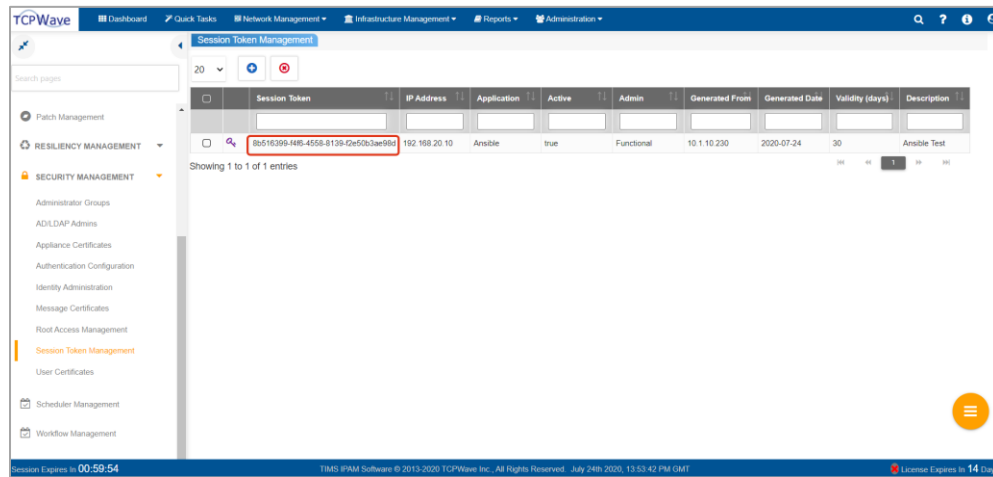 TCPWave Dashboard Quick Tasks Network Management Infrastructure Management Reports Administration
Session Token Management
Search pages
20
Session Token IP Address Application Active Admin Generated From Generated Date Validity (days) Description
8b516399-f4f6-4558-8139-f2e50b3ae98d 192.168.20.10 Ansible true Functional 10.1.10.230 2020-07-24 30 Ansible Test
Showing 1 to 1 of 1 entries
1
Patch Management
RESILIENCY MANAGEMENT
SECURITY MANAGEMENT
Administrator Groups
AD/LDAP Admins
Appliance Certificates
Authentication Configuration
Identity Administration
Message Certificates
Root Access Management
Session Token Management
User Certificates
Scheduler Management
Workflow Management
Session Expires In 00:59:54 TIMS IPAM Software © 2013-2020 TCPWave Inc., All Rights Reserved. July 24th 2020, 13:53:42 PM GMT License Expires In 14 Day